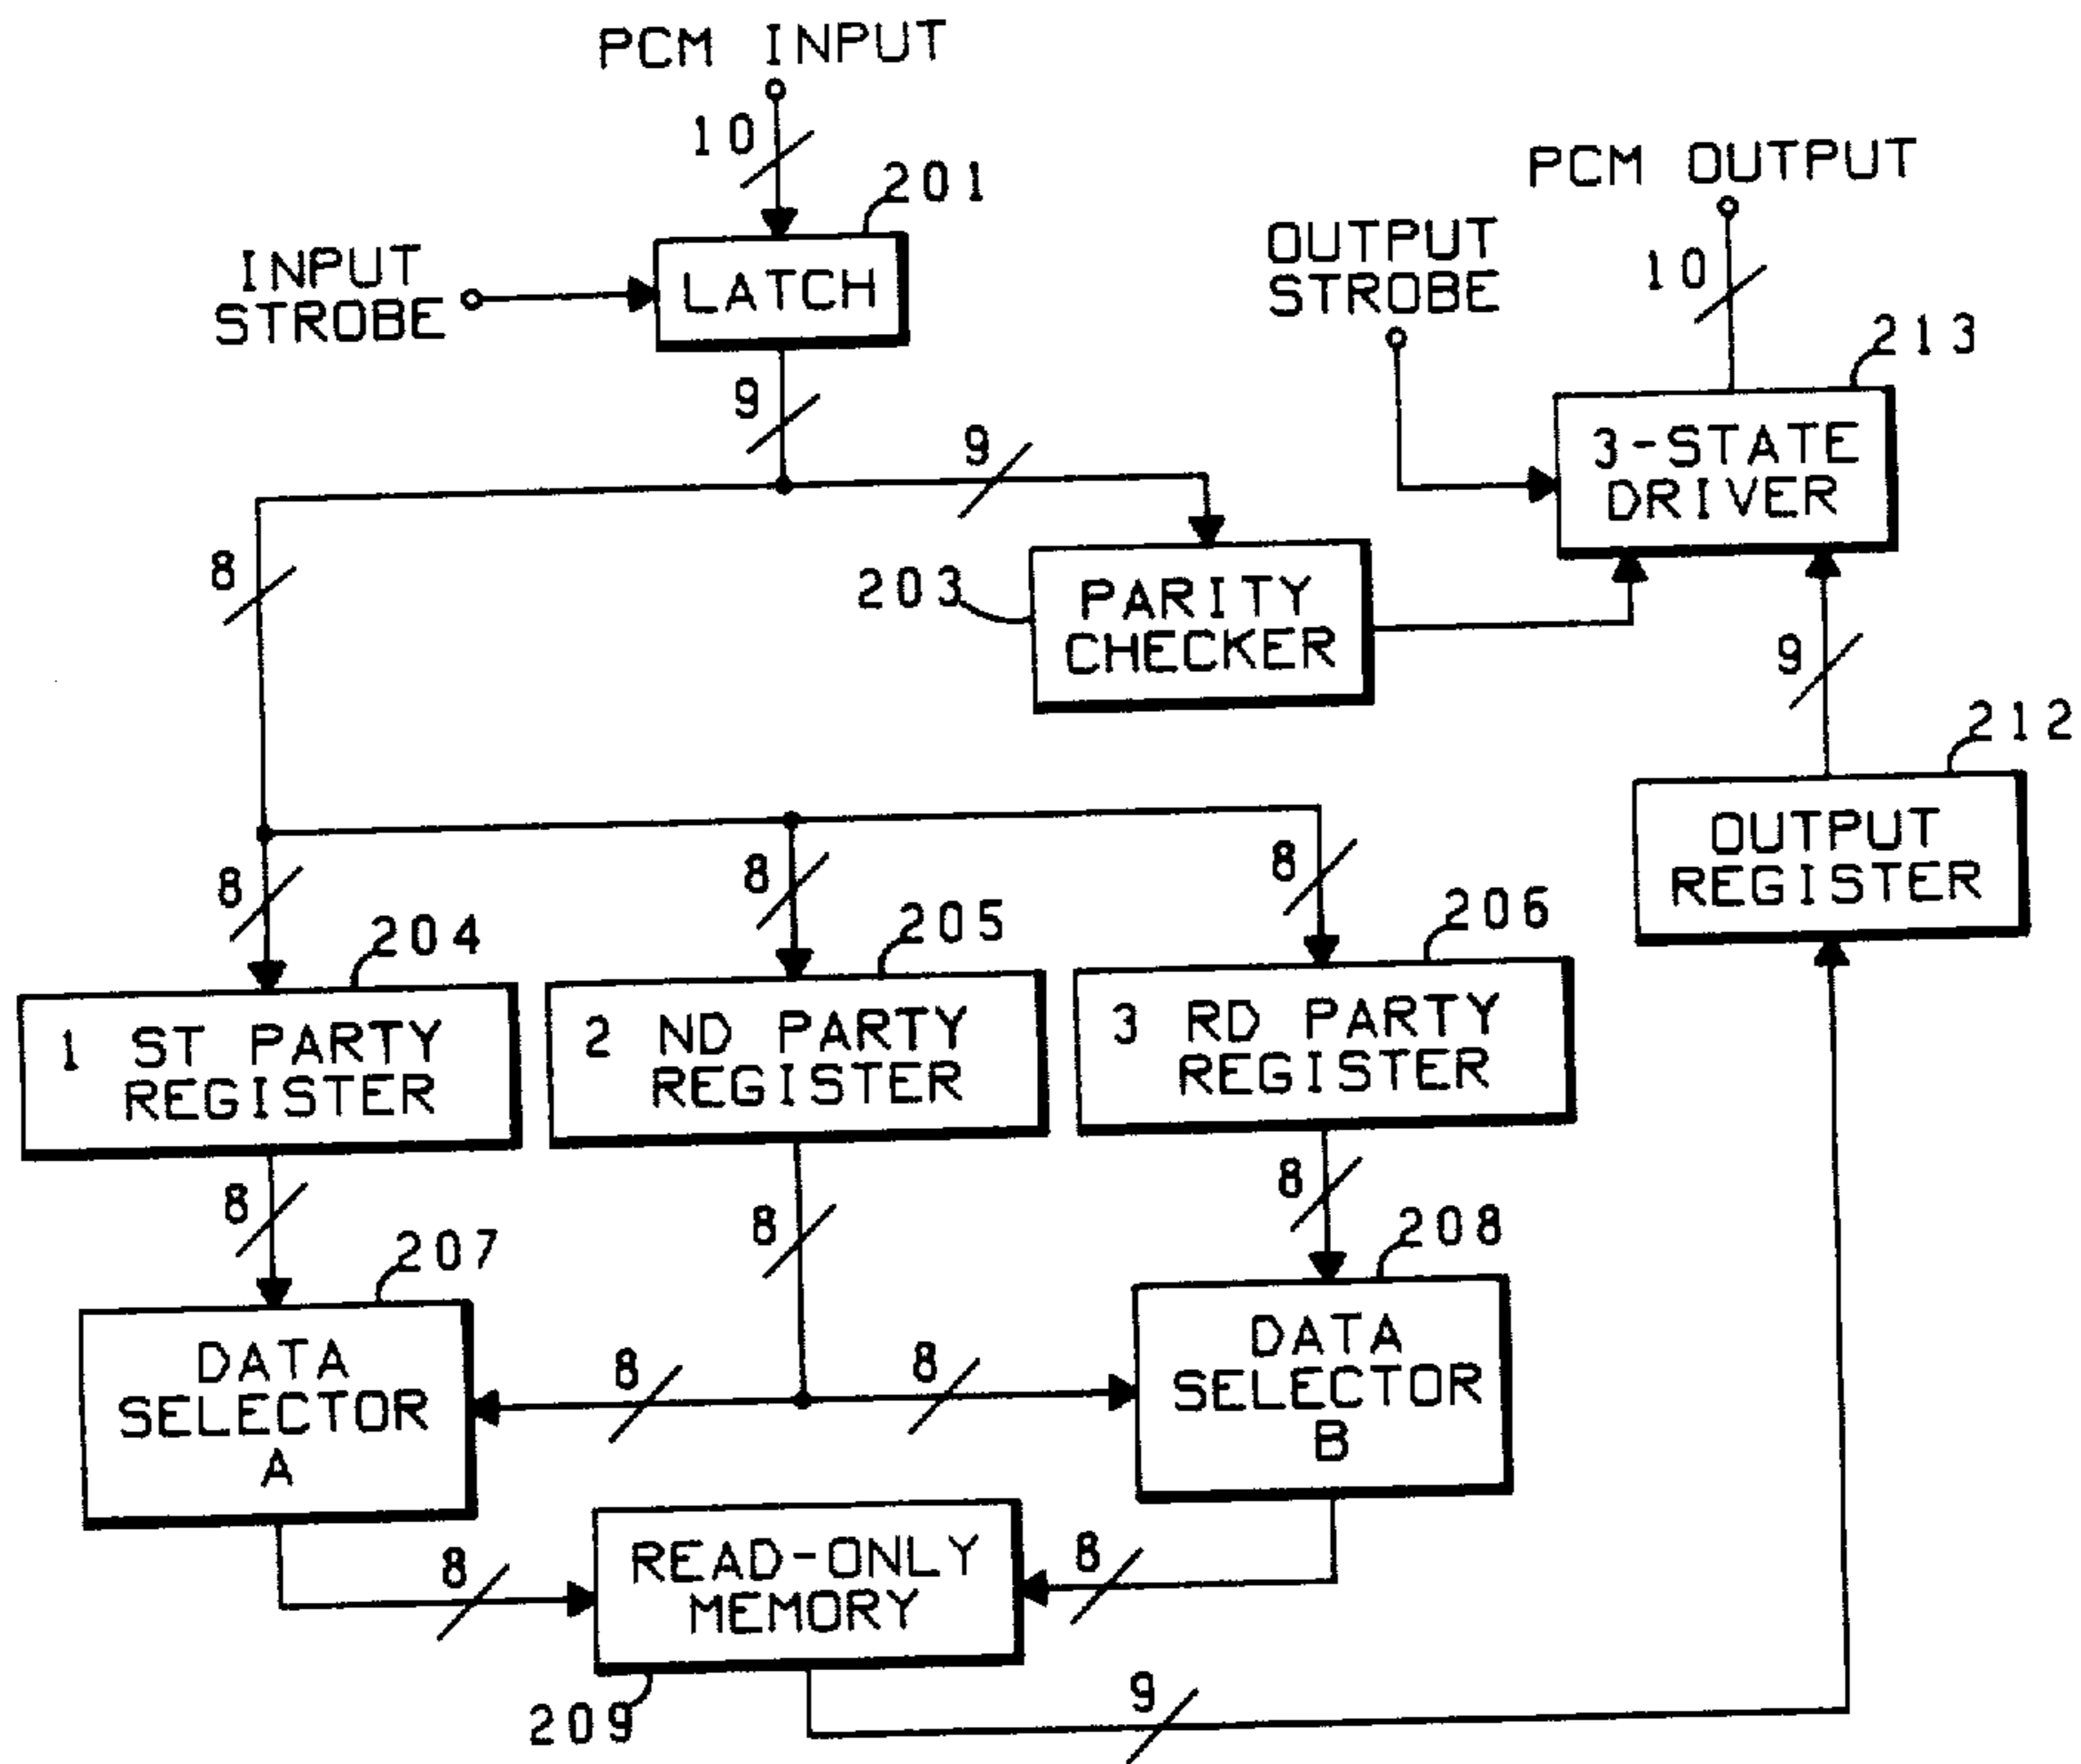 PCM INPUT
10
201
INPUT
STROBE
LATCH
9
9
PCM OUTPUT
OUTPUT
STROBE
10
213
3-STATE
DRIVER
8
203
PARITY
CHECKER
9
212
OUTPUT
REGISTER
8
8
8
204
205
206
1 ST PARTY
REGISTER
2 ND PARTY
REGISTER
3 RD PARTY
REGISTER
8
8
8
207
208
DATA
SELECTOR
A
8
8
DATA
SELECTOR
B
8
READ-ONLY
MEMORY
8
209
9